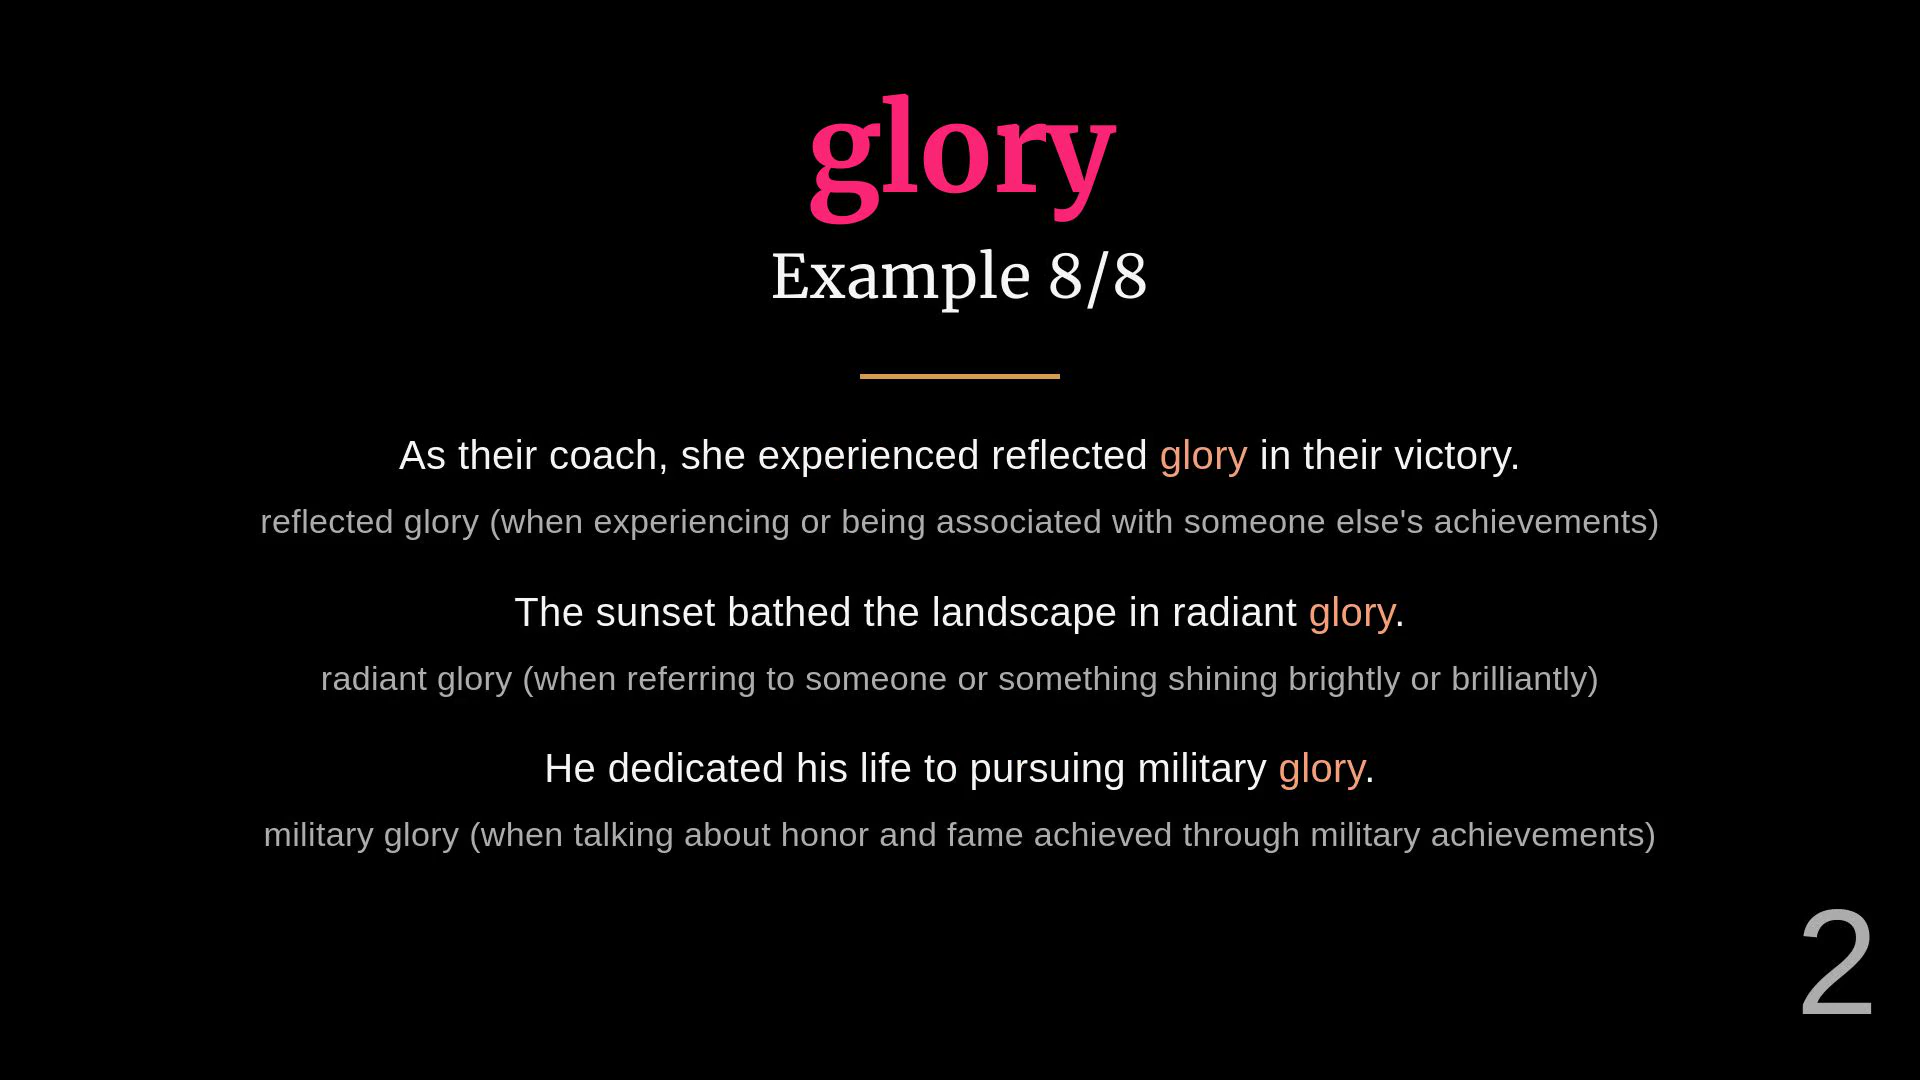 glory
Example 8/8
As their coach, she experienced reflected glory in their victory.
reflected glory (when experiencing or being associated with someone else's achievements)
The sunset bathed the landscape in radiant glory.
radiant glory (when referring to someone or something shining brightly or brilliantly)
He dedicated his life to pursuing military glory.
military glory (when talking about honor and fame achieved through military achievements)
2